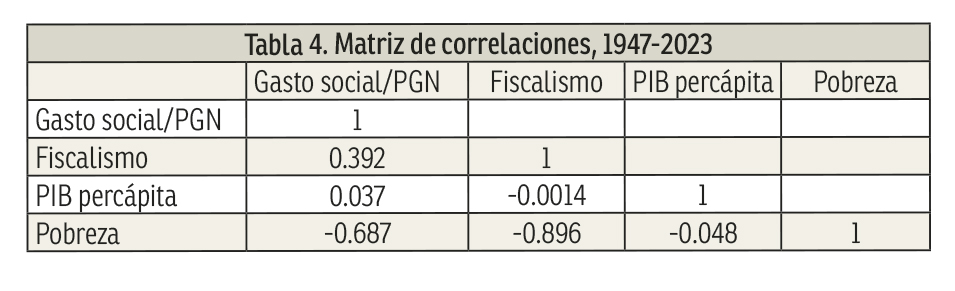 Tabla 4. Matriz de correlaciones, 1947-2023
Gasto social/PGN Fiscalismo PIB percápita Pobreza
Gasto social/PGN 1
Fiscalismo 0.392 1
PIB percápita 0.037 -0.0014 1
Pobreza -0.687 -0.896 -0.048 1